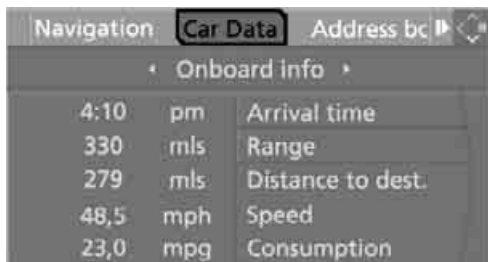 Navigation Car Data Address bc
Onboard info
4:10 pm Arrival time
330 mls Range
279 mls Distance to dest.
48,5 mph Speed
23,0 mpg Consumption